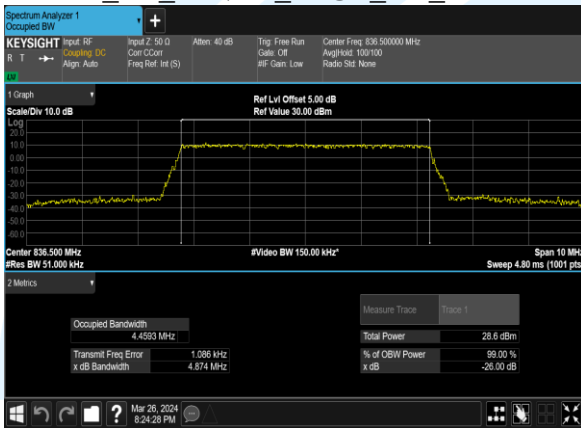 Spectrum Analyzer 1
Occupied BW
+
KEYSIGHT Input: RF Input Z: 50 Ω Atten: 40 dB Trig: Free Run Center Freq: 836.500000 MHz
R T Coupling: DC Corr CCorr Gate: Off Avg|Hold: 100/100
Align: Auto Freq Ref: Int (S) #IF Gain: Low Radio Std: None
LV
1 Graph
Ref Lvl Offset 5.00 dB
Scale/Div 10.0 dB Ref Value 30.00 dBm
Log
20.0
10.0
0.00
-10.0
-20.0
-30.0
-40.0
-50.0
-60.0
Center 836.500 MHz #Video BW 150.00 kHz* Span 10 MHz
#Res BW 51.000 kHz Sweep 4.80 ms (1001 pts
2 Metrics
Measure Trace Trace 1
Occupied Bandwidth
4.4593 MHz Total Power 28.6 dBm
Transmit Freq Error 1.086 kHz % of OBW Power 99.00 %
x dB Bandwidth 4.874 MHz x dB -26.00 dB
? Mar 26, 2024
8:24:28 PM